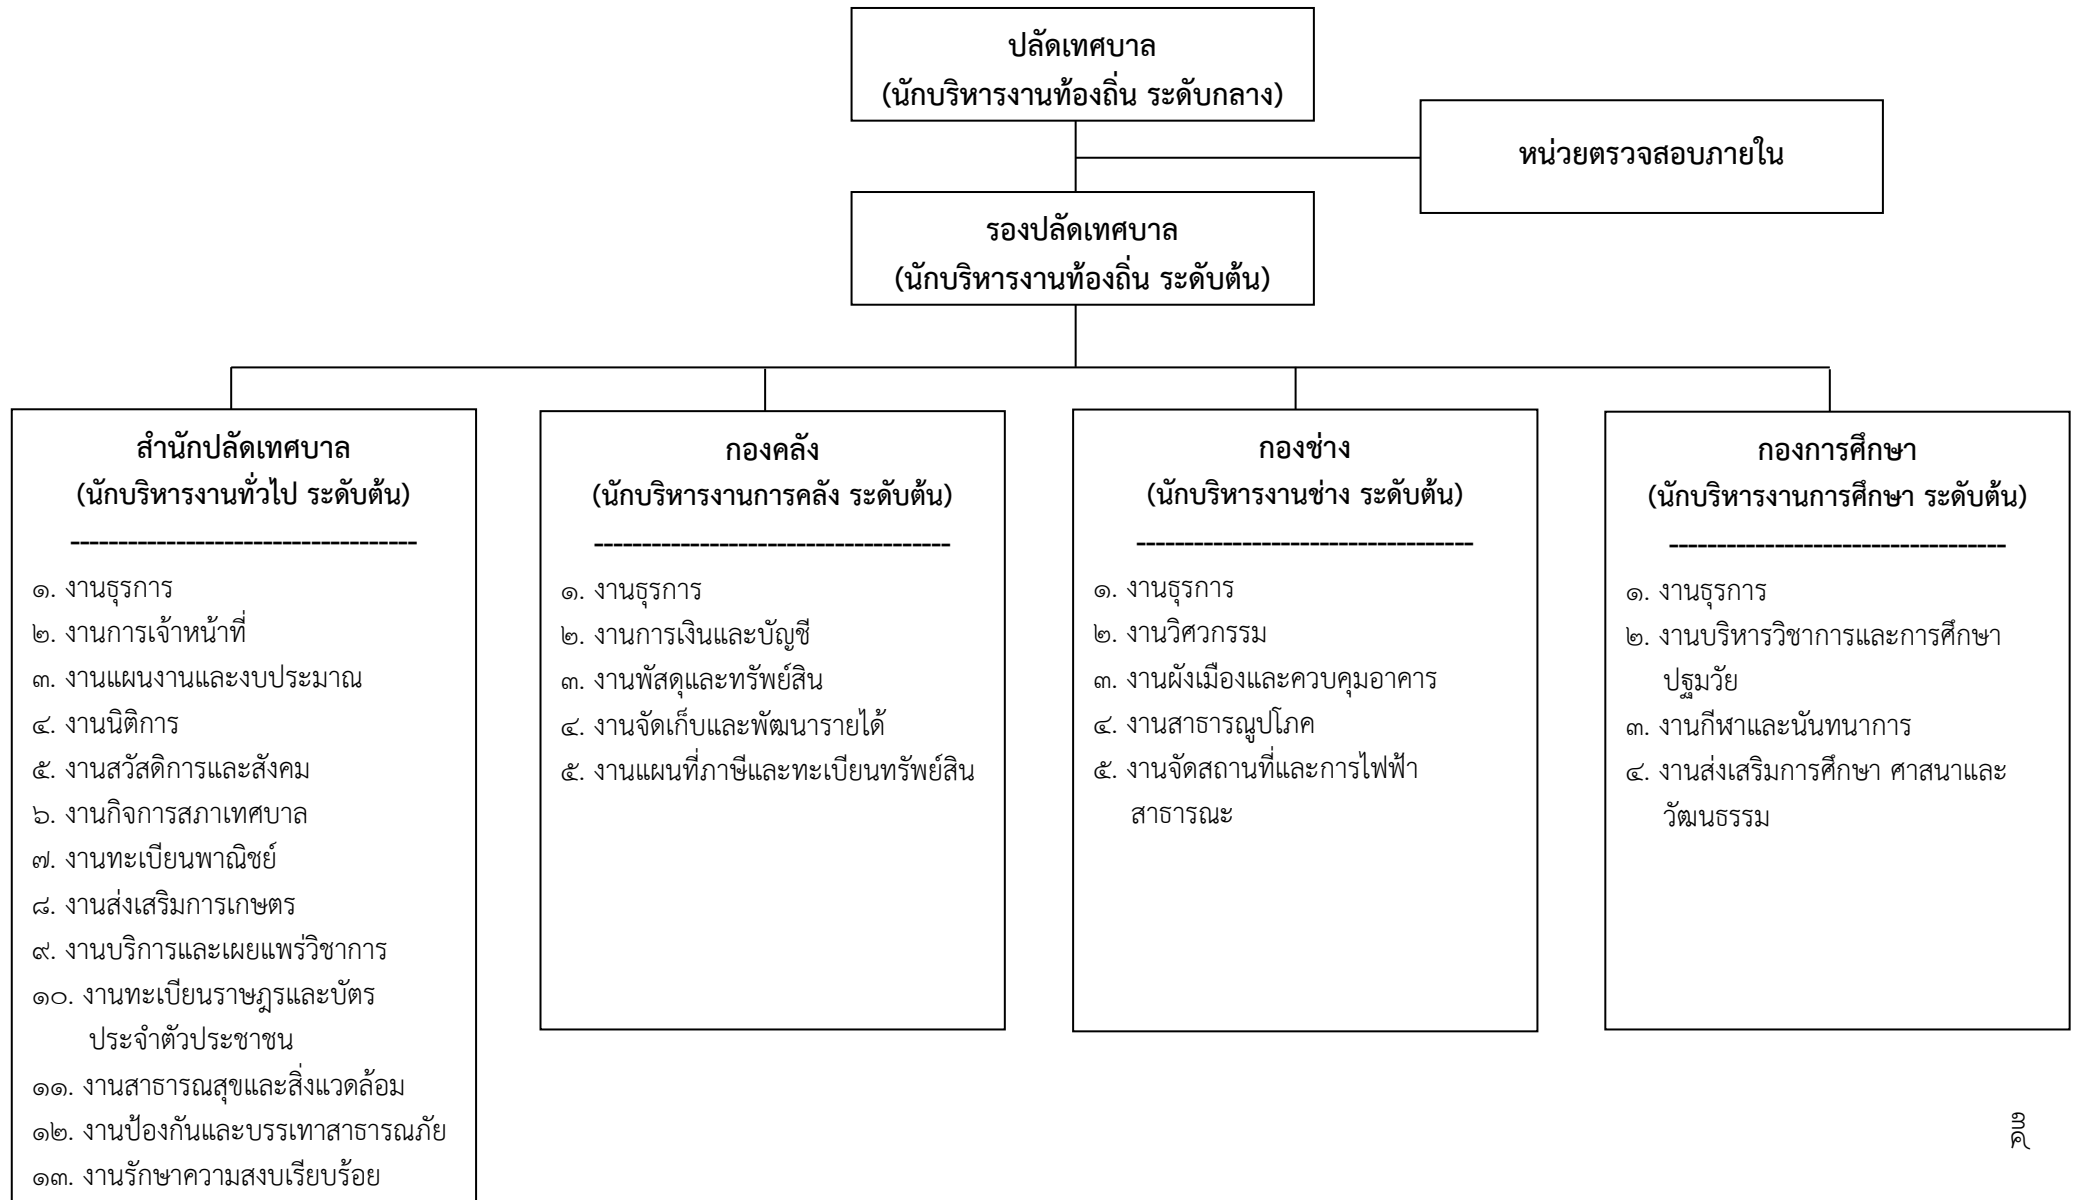 ปลัดเทศบาล
(นักบริหารงานท้องถิ่น ระดับกลาง)
หน่วยตรวจสอบภายใน
รองปลัดเทศบาล
(นักบริหารงานท้องถิ่น ระดับต้น)
สำนักปลัดเทศบาล
(นักบริหารงานทั่วไป ระดับต้น)
------------------------------------
๑. งานธุรการ
๒. งานการเจ้าหน้าที่
๓. งานแผนงานและงบประมาณ
๔. งานนิติการ
๕. งานสวัสดิการและสังคม
๖. งานกิจการสภาเทศบาล
๗. งานทะเบียนพาณิชย์
๘. งานส่งเสริมการเกษตร
๙. งานบริการและเผยแพร่วิชาการ
๑๐. งานทะเบียนราษฎรและบัตร
ประจำตัวประชาชน
๑๑. งานสาธารณสุขและสิ่งแวดล้อม
๑๒. งานป้องกันและบรรเทาสาธารณภัย
๑๓. งานรักษาความสงบเรียบร้อย
กองคลัง
(นักบริหารงานการคลัง ระดับต้น)
-------------------------------------
๑. งานธุรการ
๒. งานการเงินและบัญชี
๓. งานพัสดุและทรัพย์สิน
๔. งานจัดเก็บและพัฒนารายได้
๕. งานแผนที่ภาษีและทะเบียนทรัพย์สิน
กองช่าง
(นักบริหารงานช่าง ระดับต้น)
-----------------------------------
๑. งานธุรการ
๒. งานวิศวกรรม
๓. งานผังเมืองและควบคุมอาคาร
๔. งานสาธารณูปโภค
๕. งานจัดสถานที่และการไฟฟ้า
สาธารณะ
กองการศึกษา
(นักบริหารงานการศึกษา ระดับต้น)
-----------------------------------
๑. งานธุรการ
๒. งานบริหารวิชาการและการศึกษา
ปฐมวัย
๓. งานกีฬาและนันทนาการ
๔. งานส่งเสริมการศึกษา ศาสนาและ
วัฒนธรรม